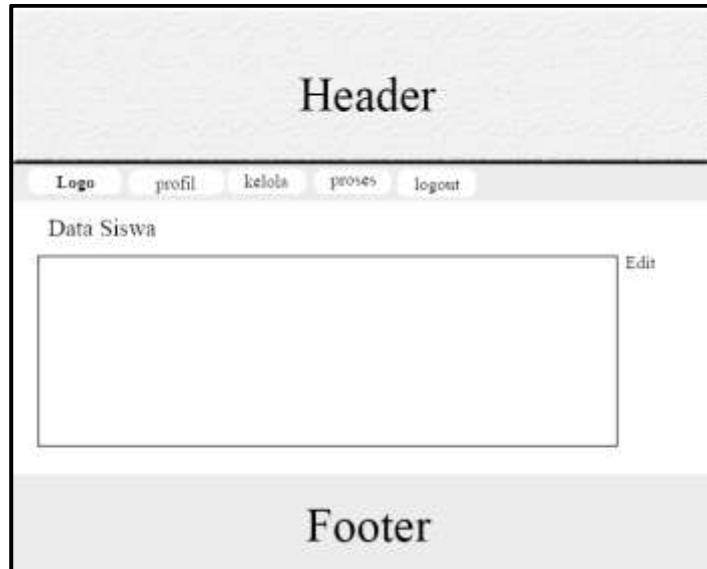 Header
Logo profil kelola proses logout
Data Siswa
Edit
Footer